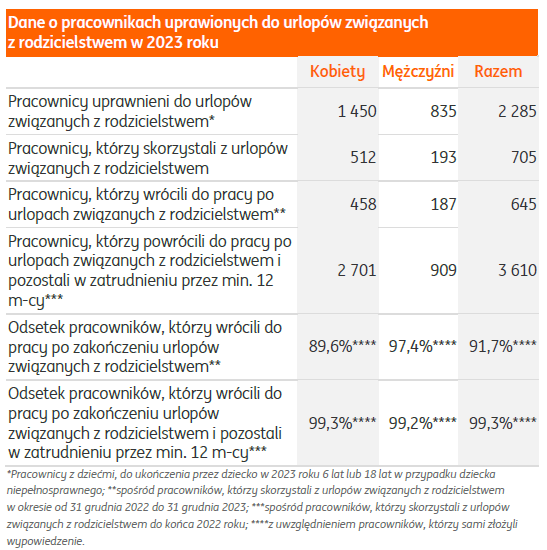 Dane o pracownikach uprawnionych do urlopów związanych
z rodzicielstwem w 2023 roku
Kobiety Mężczyźni Razem
Pracownicy uprawnieni do urlopów
związanych z rodzicielstwem* 1 450 835 2 285
Pracownicy, którzy skorzystali z urlopów
związanych z rodzicielstwem 512 193 705
Pracownicy, którzy wrócili do pracy po
urlopach związanych z rodzicielstwem** 458 187 645
Pracownicy, którzy powrócili do pracy po
urlopach związanych z rodzicielstwem i
pozostali w zatrudnieniu przez min. 12
m-cy*** 2 701 909 3 610
Odsetek pracowników, którzy wrócili do
pracy po zakończeniu urlopów
związanych z rodzicielstwem** 89,6%**** 97,4%**** 91,7%****
Odsetek pracowników, którzy wrócili do
pracy po zakończeniu urlopów
związanych z rodzicielstwem i pozostali
w zatrudnieniu przez min. 12 m-cy*** 99,3%**** 99,2%**** 99,3%****
*Pracownicy z dziećmi, do ukończenia przez dziecko w 2023 roku 6 lat lub 18 lat w przypadku dziecka
niepełnosprawnego; **spośród pracowników, którzy skorzystali z urlopów związanych z rodzicielstwem
w okresie od 31 grudnia 2022 do 31 grudnia 2023; ***spośród pracowników, którzy skorzystali z urlopów
związanych z rodzicielstwem do końca 2022 roku; ****z uwzględnieniem pracowników, którzy sami złożyli
wypowiedzenie.